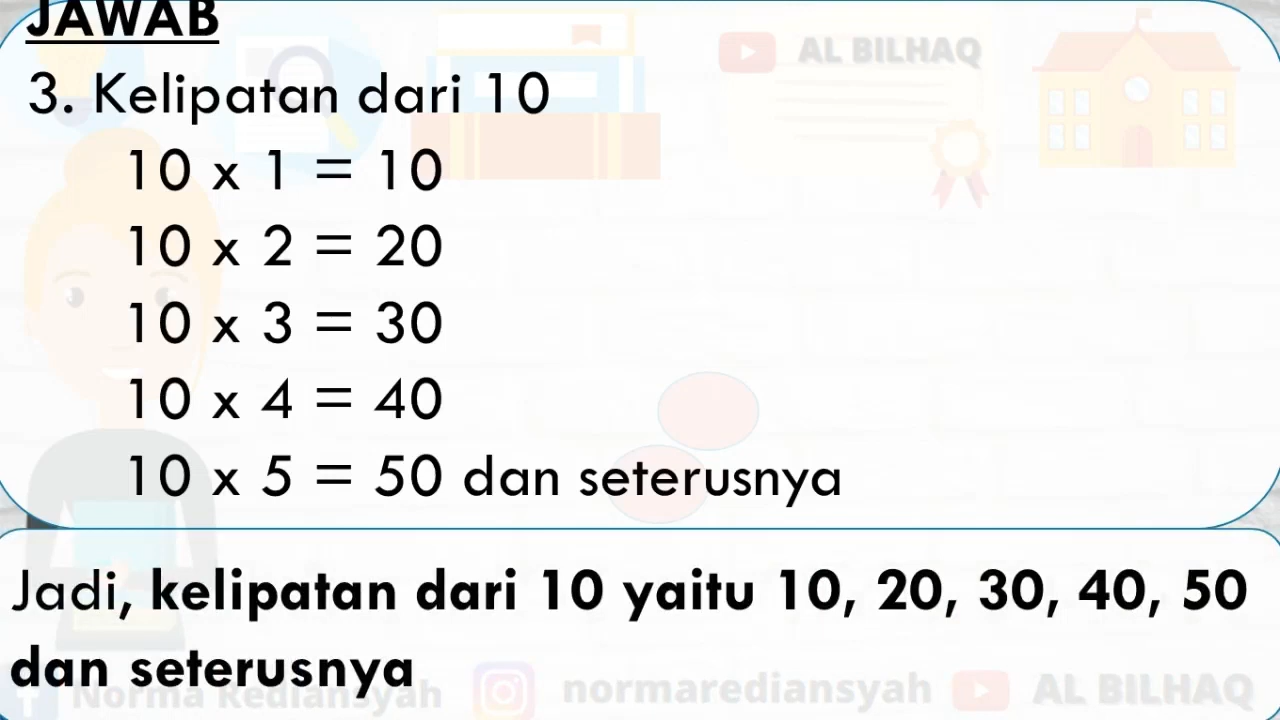 JAWAB
AL BILHAQ
3. Kelipatan dari 10
10 x 1 = 10
10 x 2 = 20
10 x 3 = 30
10 x 4 = 40
10 x 5 = 50 dan seterusnya
Jadi, kelipatan dari 10 yaitu 10, 20, 30, 40, 50
dan seterusnya
Norma Rediansyah normarediansyah AL BILHAQ